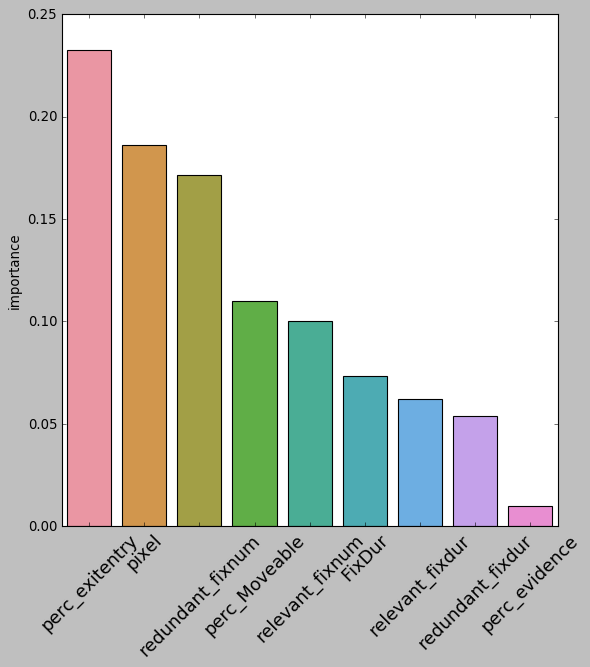 0.25
0.20
0.15
0.10
0.05
0.00
importance
perc_exitentry
pixel
redundant_fixnum
perc_Moveable
relevant_fixnum
FixDur
relevant_fixdur
redundant_fixdur
perc_evidence